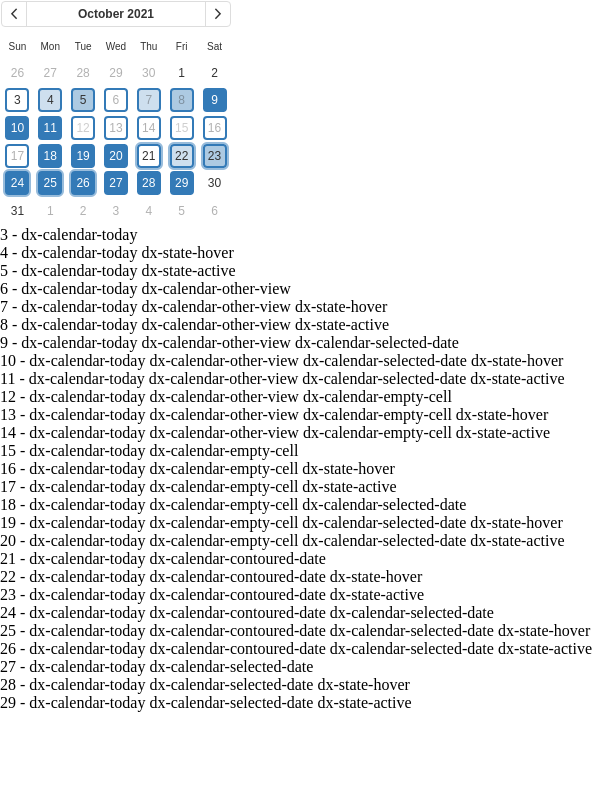 October 2021
Sun Mon Tue Wed Thu Fri Sat
26 27 28 29 30 1 2
3 4 5 6 7 8 9
10 11 12 13 14 15 16
17 18 19 20 21 22 23
24 25 26 27 28 29 30
31 1 2 3 4 5 6
3 - dx-calendar-today
4 - dx-calendar-today dx-state-hover
5 - dx-calendar-today dx-state-active
6 - dx-calendar-today dx-calendar-other-view
7 - dx-calendar-today dx-calendar-other-view dx-state-hover
8 - dx-calendar-today dx-calendar-other-view dx-state-active
9 - dx-calendar-today dx-calendar-other-view dx-calendar-selected-date
10 - dx-calendar-today dx-calendar-other-view dx-calendar-selected-date dx-state-hover
11 - dx-calendar-today dx-calendar-other-view dx-calendar-selected-date dx-state-active
12 - dx-calendar-today dx-calendar-other-view dx-calendar-empty-cell
13 - dx-calendar-today dx-calendar-other-view dx-calendar-empty-cell dx-state-hover
14 - dx-calendar-today dx-calendar-other-view dx-calendar-empty-cell dx-state-active
15 - dx-calendar-today dx-calendar-empty-cell
16 - dx-calendar-today dx-calendar-empty-cell dx-state-hover
17 - dx-calendar-today dx-calendar-empty-cell dx-state-active
18 - dx-calendar-today dx-calendar-empty-cell dx-calendar-selected-date
19 - dx-calendar-today dx-calendar-empty-cell dx-calendar-selected-date dx-state-hover
20 - dx-calendar-today dx-calendar-empty-cell dx-calendar-selected-date dx-state-active
21 - dx-calendar-today dx-calendar-contoured-date
22 - dx-calendar-today dx-calendar-contoured-date dx-state-hover
23 - dx-calendar-today dx-calendar-contoured-date dx-state-active
24 - dx-calendar-today dx-calendar-contoured-date dx-calendar-selected-date
25 - dx-calendar-today dx-calendar-contoured-date dx-calendar-selected-date dx-state-hover
26 - dx-calendar-today dx-calendar-contoured-date dx-calendar-selected-date dx-state-active
27 - dx-calendar-today dx-calendar-selected-date
28 - dx-calendar-today dx-calendar-selected-date dx-state-hover
29 - dx-calendar-today dx-calendar-selected-date dx-state-active